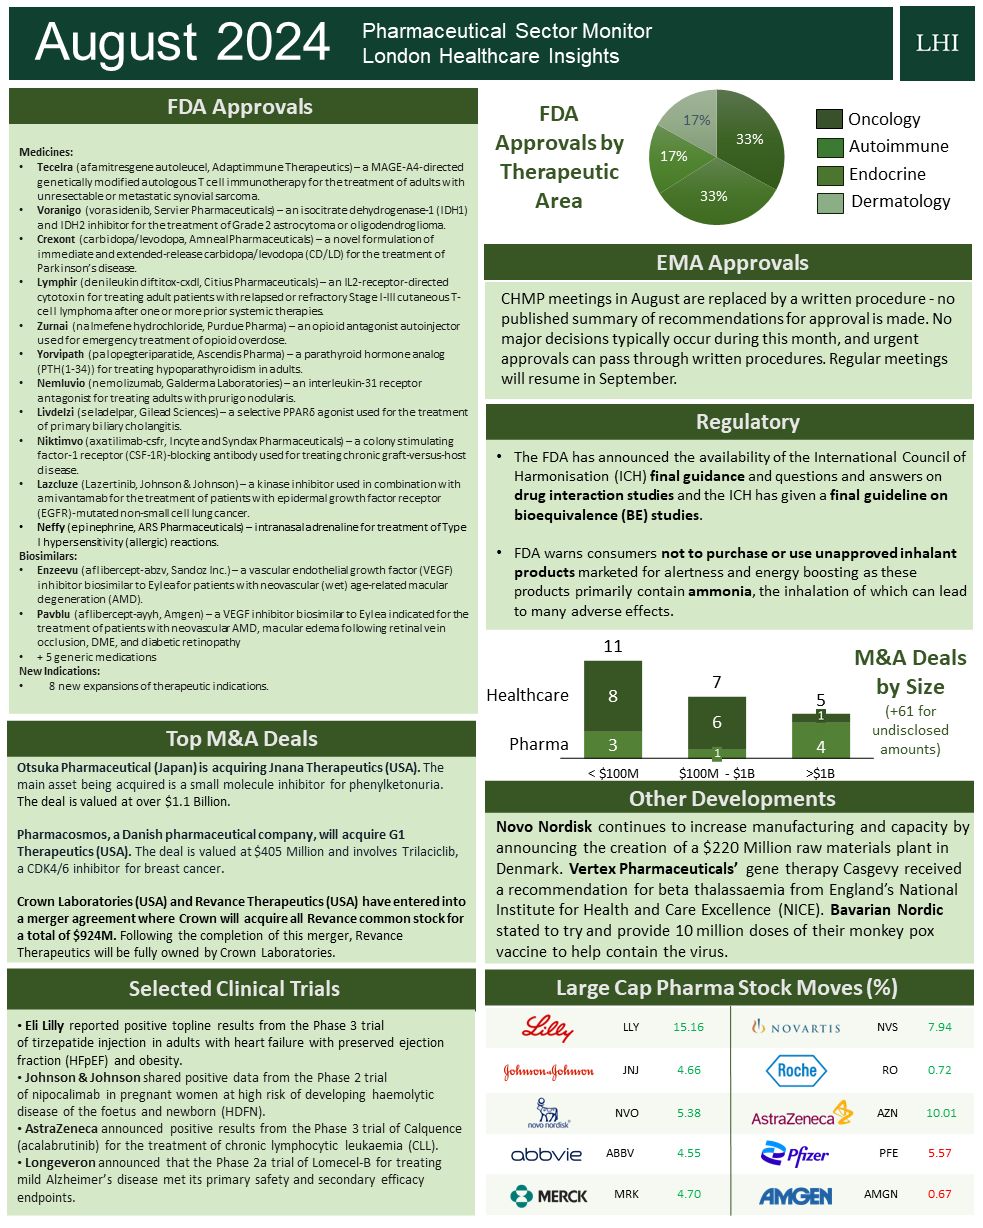 August 2024
Pharmaceutical Sector Monitor
London Healthcare Insights
LHI
FDA Approvals
Medicines:
• Tecelra (afamitresgene autoleucel, Adaptimmune Therapeutics) – a MAGE-A4-directed
genetically modified autologous T cell immunotherapy for the treatment of adults with
unresectable or metastatic synovial sarcoma.
• Voranigo (vorasidenib, Servier Pharmaceuticals) – an isocitrate dehydrogenase-1 (IDH1)
and IDH2 inhibitor for the treatment of Grade 2 astrocytoma or oligodendroglioma.
• Crexont (carbidopa/levodopa, Amneal Pharmaceuticals) – a novel formulation of
immediate and extended-release carbidopa/levodopa (CD/LD) for the treatment of
Parkinson's disease.
• Lymphir (denileukin diftitox-cxdl, Citius Pharmaceuticals) – an IL2-receptor-directed
cytotoxin for treating adult patients with relapsed or refractory Stage I-III cutaneous T-
cell lymphoma after one or more prior systemic therapies.
• Zurnai (nalmefene hydrochloride, Purdue Pharma) – an opioid antagonist autoinjector
used for emergency treatment of opioid overdose.
• Yorvipath (palopegteriparatide, Ascendis Pharma) – a parathyroid hormone analog
(PTH(1-34)) for treating hypoparathyroidism in adults.
• Nemluvio (nemolizumab, Galderma Laboratories) – an interleukin-31 receptor
antagonist for treating adults with prurigo nodularis.
• Livdelzi (seladelpar, Gilead Sciences) – a selective PPARδ agonist used for the treatment
of primary biliary cholangitis.
• Niktimvo (axatilimab-csfr, Incyte and Syndax Pharmaceuticals) – a colony stimulating
factor-1 receptor (CSF-1R)-blocking antibody used for treating chronic graft-versus-host
disease.
• Lazcluze (Lazertinib, Johnson & Johnson) – a kinase inhibitor used in combination with
amivantamab for the treatment of patients with epidermal growth factor receptor
(EGFR)-mutated non-small cell lung cancer.
• Neffy (epinephrine, ARS Pharmaceuticals) – intranasal adrenaline for treatment of Type
I hypersensitivity (allergic) reactions.
Biosimilars:
• Enzeevu (aflibercept-abzv, Sandoz Inc.) – a vascular endothelial growth factor (VEGF)
inhibitor biosimilar to Eylea for patients with neovascular (wet) age-related macular
degeneration (AMD).
• Pavblu (aflibercept-ayyh, Amgen) – a VEGF inhibitor biosimilar to Eylea indicated for the
treatment of patients with neovascular AMD, macular edema following retinal vein
occlusion, DME, and diabetic retinopathy
• + 5 generic medications
New Indications:
• 8 new expansions of therapeutic indications.
Top M&A Deals
Otsuka Pharmaceutical (Japan) is acquiring Jnana Therapeutics (USA). The
main asset being acquired is a small molecule inhibitor for phenylketonuria.
The deal is valued at over $1.1 Billion.
Pharmacosmos, a Danish pharmaceutical company, will acquire G1
Therapeutics (USA). The deal is valued at $405 Million and involves Trilaciclib,
a CDK4/6 inhibitor for breast cancer.
Crown Laboratories (USA) and Revance Therapeutics (USA) have entered into
a merger agreement where Crown will acquire all Revance common stock for
a total of $924M. Following the completion of this merger, Revance
Therapeutics will be fully owned by Crown Laboratories.
Selected Clinical Trials
• Eli Lilly reported positive topline results from the Phase 3 trial
of tirzepatide injection in adults with heart failure with preserved ejection
fraction (HFpEF) and obesity.
• Johnson & Johnson shared positive data from the Phase 2 trial
of nipocalimab in pregnant women at high risk of developing haemolytic
disease of the foetus and newborn (HDFN).
• AstraZeneca announced positive results from the Phase 3 trial of Calquence
(acalabrutinib) for the treatment of chronic lymphocytic leukaemia (CLL).
• Longeveron announced that the Phase 2a trial of Lomecel-B for treating
mild Alzheimer's disease met its primary safety and secondary efficacy
endpoints.
FDA
Approvals by
Therapeutic
Area
17%
33%
17%
33%
Oncology
Autoimmune
Endocrine
Dermatology
EMA Approvals
CHMP meetings in August are replaced by a written procedure - no
published summary of recommendations for approval is made. No
major decisions typically occur during this month, and urgent
approvals can pass through written procedures. Regular meetings
will resume in September.
Regulatory
• The FDA has announced the availability of the International Council of
Harmonisation (ICH) final guidance and questions and answers on
drug interaction studies and the ICH has given a final guideline on
bioequivalence (BE) studies.
• FDA warns consumers not to purchase or use unapproved inhalant
products marketed for alertness and energy boosting as these
products primarily contain ammonia, the inhalation of which can lead
to many adverse effects.
M&A Deals
by Size
(+61 for
undisclosed
amounts)
11
7
5
Healthcare
8
6
1
Pharma
3
1
4
< $100M
$100M - $1B
>$1B
Other Developments
Novo Nordisk continues to increase manufacturing and capacity by
announcing the creation of a $220 Million raw materials plant in
Denmark. Vertex Pharmaceuticals' gene therapy Casgevy received
a recommendation for beta thalassaemia from England's National
Institute for Health and Care Excellence (NICE). Bavarian Nordic
stated to try and provide 10 million doses of their monkey pox
vaccine to help contain the virus.
Large Cap Pharma Stock Moves (%)
Lilly LLY 15.16
NOVARTIS NVS 7.94
Johnson & Johnson JNJ 4.66
Roche RO 0.72
novo nordisk NVO 5.38
AstraZeneca AZN 10.01
abbvie ABBV 4.55
Pfizer PFE 5.57
MERCK MRK 4.70
AMGEN AMGN 0.67